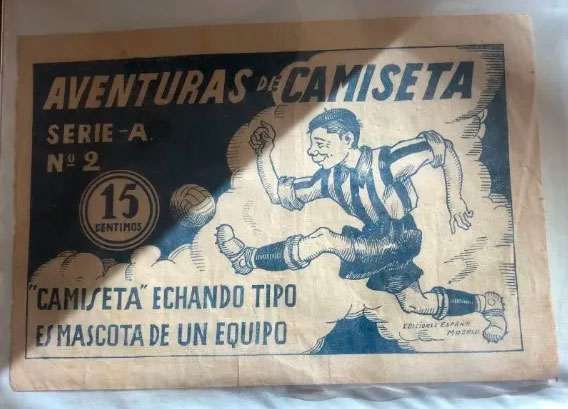 AVENTURAS DE CAMISETA
SERIE-A.
Nº 2
15
CENTIMOS
"CAMISETA" ECHANDO TIPO
ES MASCOTA DE UN EQUIPO
EDICIONES ESPAÑA
MADRID